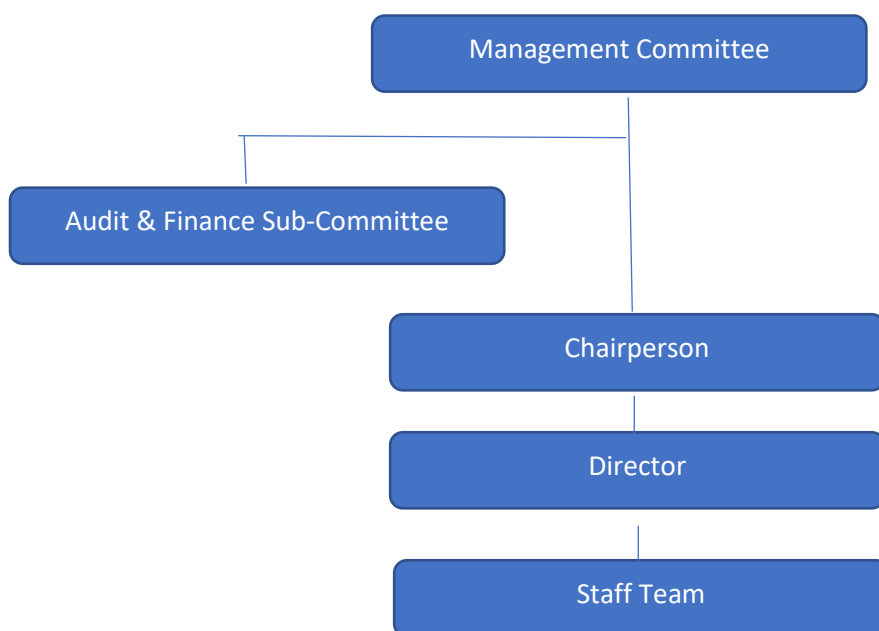 Management Committee
Audit & Finance Sub-Committee
Chairperson
Director
Staff Team